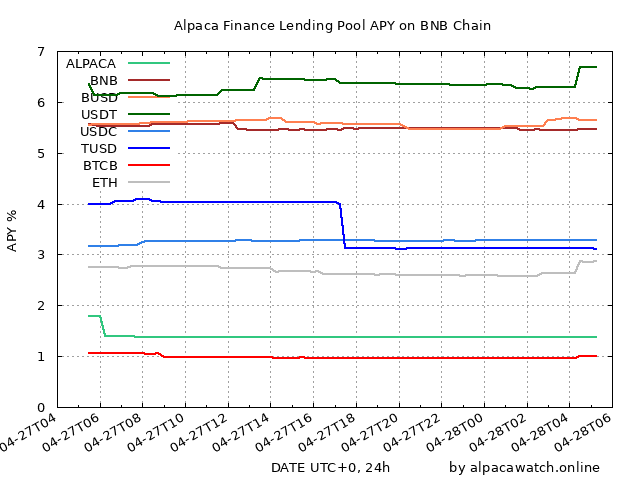 Alpaca Finance Lending Pool APY on BNB Chain
7
6
5
4
3
2
1
0
APY %
ALPACA
BNB
BUSD
USDT
USDC
TUSD
BTCB
ETH
04-27T04
04-27T06
04-27T08
04-27T10
04-27T12
04-27T14
04-27T16
04-27T18
04-27T20
04-27T22
04-28T00
04-28T02
04-28T04
04-28T06
DATE UTC+0, 24h
by alpacawatch.online